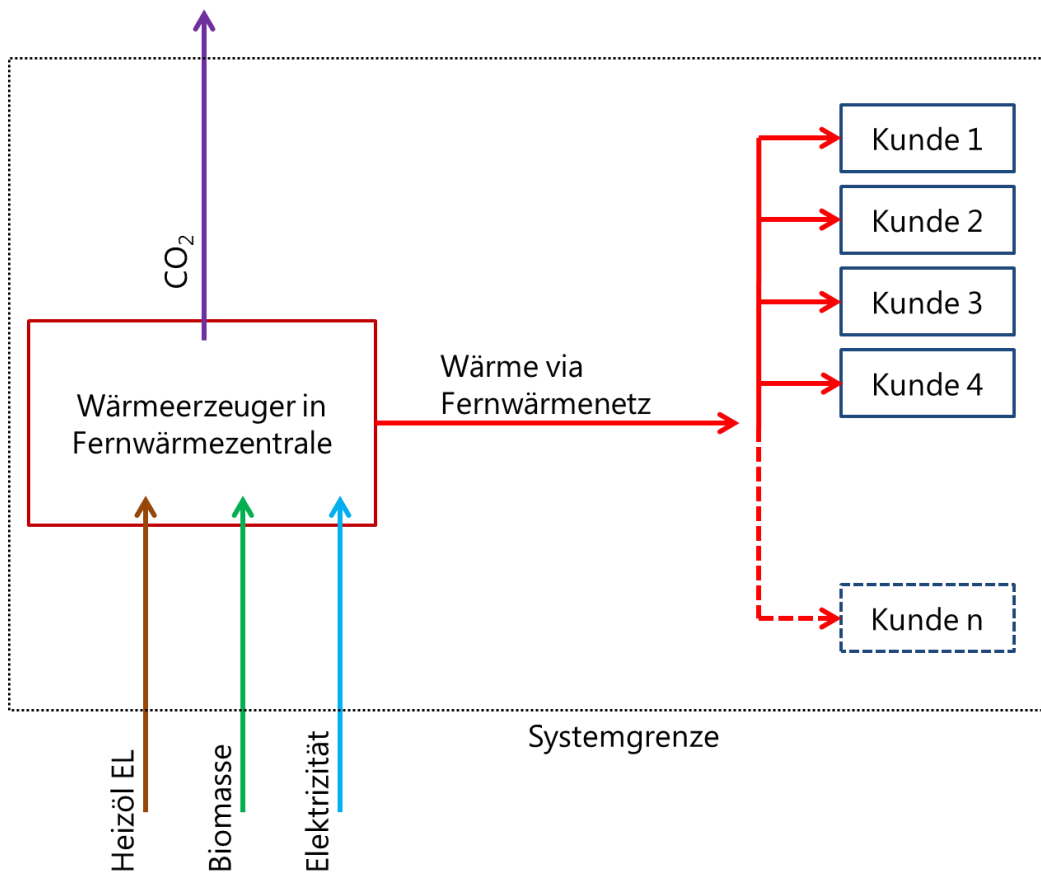 CO₂
Wärmeerzeuger in
Fernwärmezentrale
Wärme via
Fernwärmenetz
Kunde 1
Kunde 2
Kunde 3
Kunde 4
Kunde n
Systemgrenze
Heizöl EL
Biomasse
Elektrizität